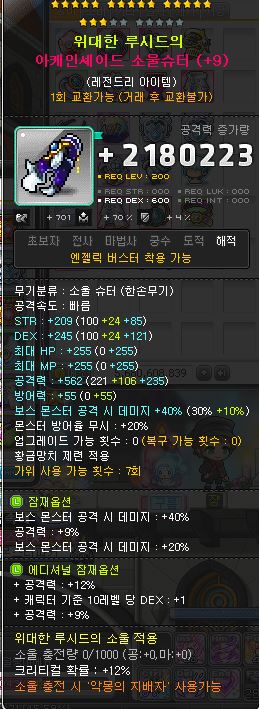 위대한 루시드의
아케인셰이드 소울슈터 (+9)
(레전드리 아이템)
1회 교환가능 (거래 후 교환불가)
공격력 증가량
+ 2180223
REQ LEV : 200
REQ STR : 000 REQ LUK : 000
REQ DEX : 600 REQ INT : 000
+ 701 + 70 % + 4 %
초보자 전사 마법사 궁수 도적 해적
엔젤릭 버스터 착용 가능
무기분류 : 소울 슈터 (한손무기)
공격속도 : 빠름
STR : +209 (100 +24 +85)
DEX : +245 (100 +24 +121)
최대 HP : +255 (0 +255)
최대 MP : +255 (0 +255)
공격력 : +562 (221 +106 +235)
방어력 : +55 (0 +55)
보스 몬스터 공격 시 데미지 +40% (30% +10%)
몬스터 방어율 무시 : +20%
업그레이드 가능 횟수 : 0 (복구 가능 횟수 : 0)
황금망치 제련 적용
가위 사용 가능 횟수 : 7회
잠재옵션
보스 몬스터 공격 시 데미지 : +40%
공격력 : +9%
보스 몬스터 공격 시 데미지 : +20%
에디셔널 잠재옵션
+ 공격력 : +12%
+ 캐릭터 기준 10레벨 당 DEX : +1
+ 공격력 : +9%
위대한 루시드의 소울 적용
소울 충전량 0/1000 (공:+0,마:+0)
크리티컬 확률 : +12%
소울 충전 시 '악몽의 지배자' 사용가능